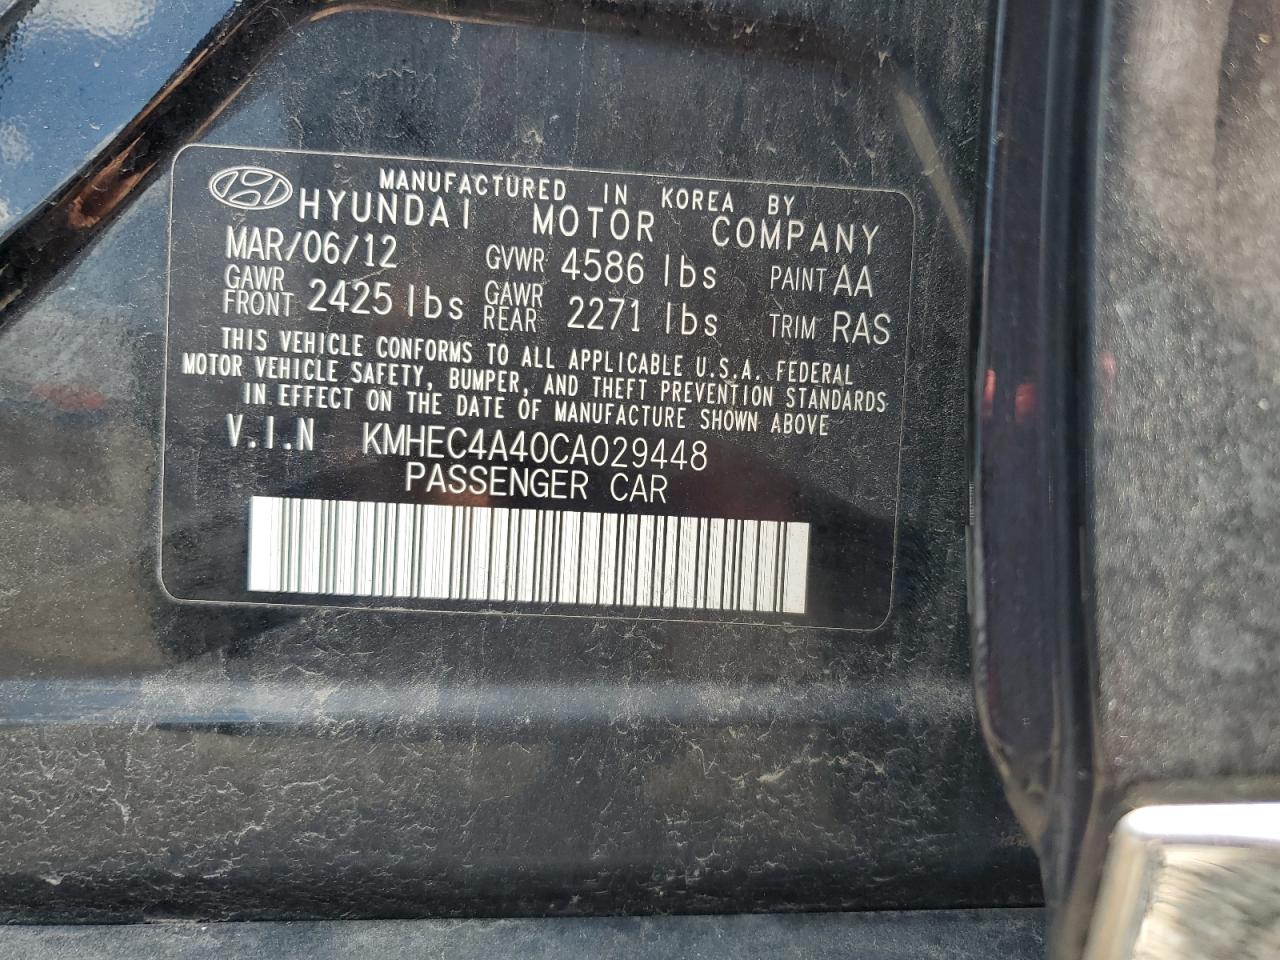 MANUFACTURED IN KOREA BY
HYUNDAI MOTOR COMPANY
MAR/06/12 GVWR 4586 lbs PAINT AA
GAWR FRONT 2425 lbs GAWR REAR 2271 lbs TRIM RAS
THIS VEHICLE CONFORMS TO ALL APPLICABLE U.S.A. FEDERAL
MOTOR VEHICLE SAFETY, BUMPER, AND THEFT PREVENTION STANDARDS
IN EFFECT ON THE DATE OF MANUFACTURE SHOWN ABOVE
V.I.N KMHEC4A40CA029448
PASSENGER CAR